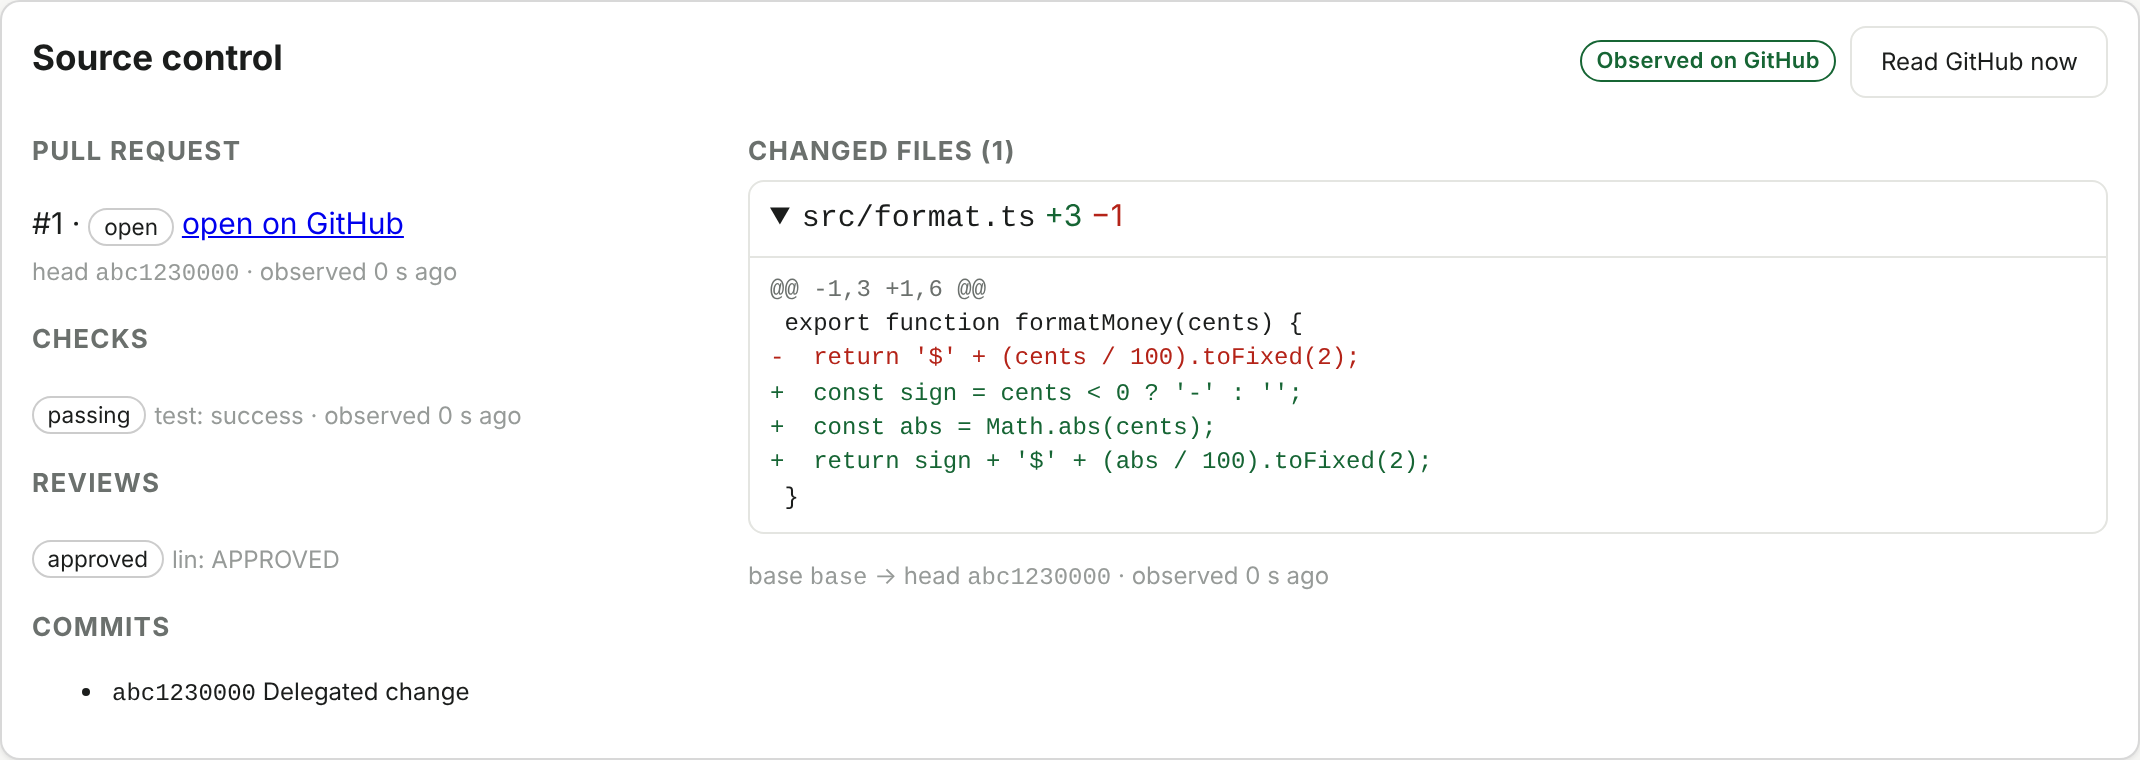 Source control
Observed on GitHub
Read GitHub now
PULL REQUEST
#1 · open open on GitHub
head abc1230000 · observed 0 s ago
CHECKS
passing test: success · observed 0 s ago
REVIEWS
approved lin: APPROVED
COMMITS
• abc1230000 Delegated change
CHANGED FILES (1)
▼ src/format.ts +3 −1
@@ -1,3 +1,6 @@
 export function formatMoney(cents) {
-  return '$' + (cents / 100).toFixed(2);
+  const sign = cents < 0 ? '-' : '';
+  const abs = Math.abs(cents);
+  return sign + '$' + (abs / 100).toFixed(2);
 }
base base → head abc1230000 · observed 0 s ago